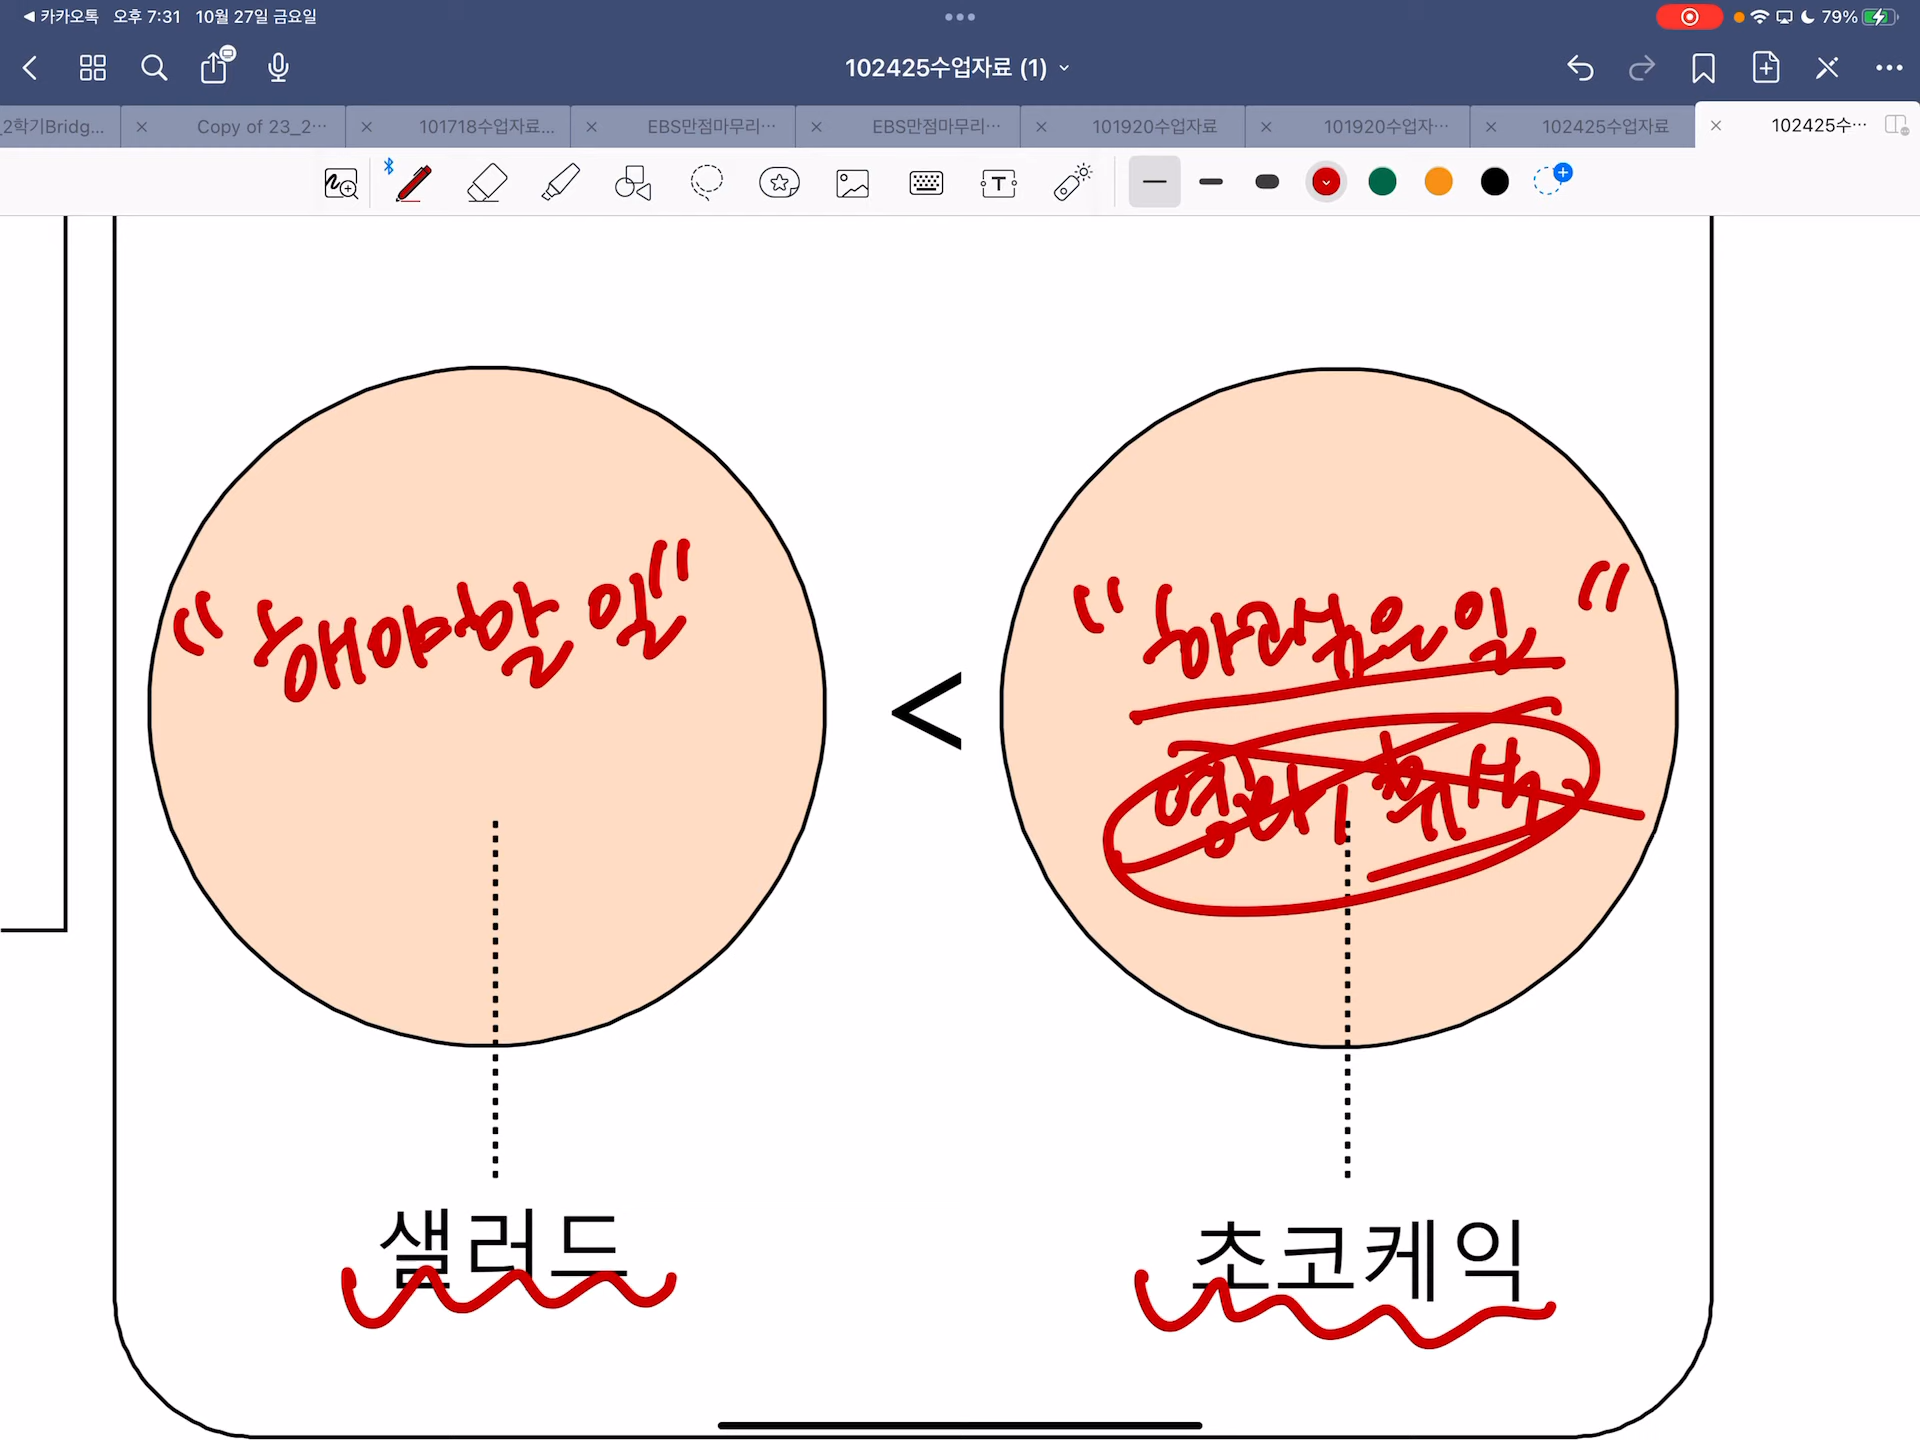 ◀ 카카오톡 오후 7:31 10월 27일 금요일
79%
102425수업자료 (1)
_2학기Bridg...
Copy of 23_2...
101718수업자료...
EBS만점마무리...
EBS만점마무리...
101920수업자료
101920수업자...
102425수업자료
102425수...
T
"해야할 일"
"하고싶은 일"
<
샐러드
초코케익